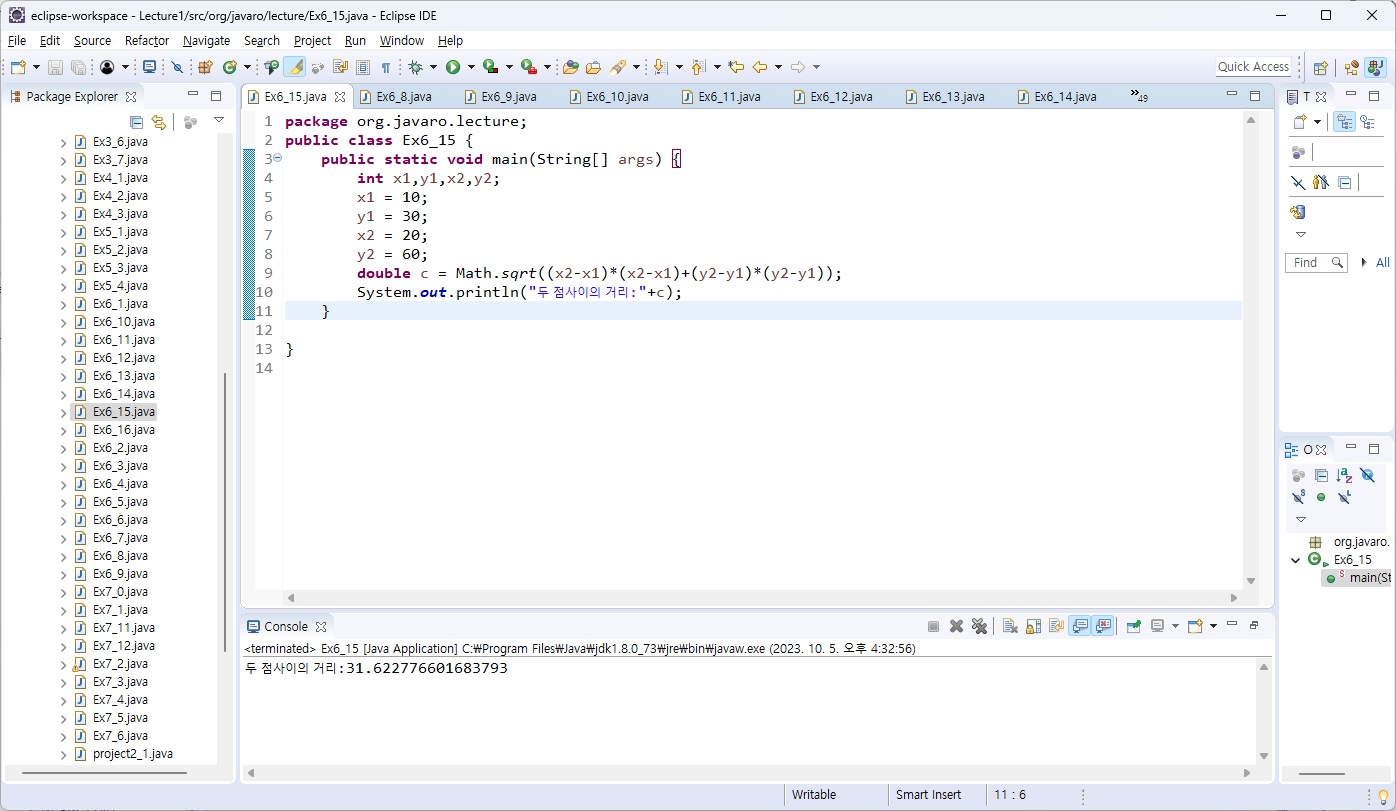 eclipse-workspace - Lecture1/src/org/javaro/lecture/Ex6_15.java - Eclipse IDE
File Edit Source Refactor Navigate Search Project Run Window Help
Quick Access
Package Explorer
Ex3_6.java
Ex3_7.java
Ex4_1.java
Ex4_2.java
Ex4_3.java
Ex5_1.java
Ex5_2.java
Ex5_3.java
Ex5_4.java
Ex6_1.java
Ex6_10.java
Ex6_11.java
Ex6_12.java
Ex6_13.java
Ex6_14.java
Ex6_15.java
Ex6_16.java
Ex6_2.java
Ex6_3.java
Ex6_4.java
Ex6_5.java
Ex6_6.java
Ex6_7.java
Ex6_8.java
Ex6_9.java
Ex7_0.java
Ex7_1.java
Ex7_11.java
Ex7_12.java
Ex7_2.java
Ex7_3.java
Ex7_4.java
Ex7_5.java
Ex7_6.java
project2_1.java
Ex6_15.java Ex6_8.java Ex6_9.java Ex6_10.java Ex6_11.java Ex6_12.java Ex6_13.java Ex6_14.java »49
1 package org.javaro.lecture;
2 public class Ex6_15 {
3 public static void main(String[] args) {
4 int x1,y1,x2,y2;
5 x1 = 10;
6 y1 = 30;
7 x2 = 20;
8 y2 = 60;
9 double c = Math.sqrt((x2-x1)*(x2-x1)+(y2-y1)*(y2-y1));
10 System.out.println("두 점사이의 거리:"+c);
11 }
12
13 }
14
Console
<terminated> Ex6_15 [Java Application] C:₩Program Files₩Java₩jdk1.8.0_73₩jre₩bin₩javaw.exe (2023. 10. 5. 오후 4:32:56)
두 점사이의 거리:31.622776601683793
T
Find All
O
org.javaro.
Ex6_15
main(St
Writable Smart Insert 11 : 6